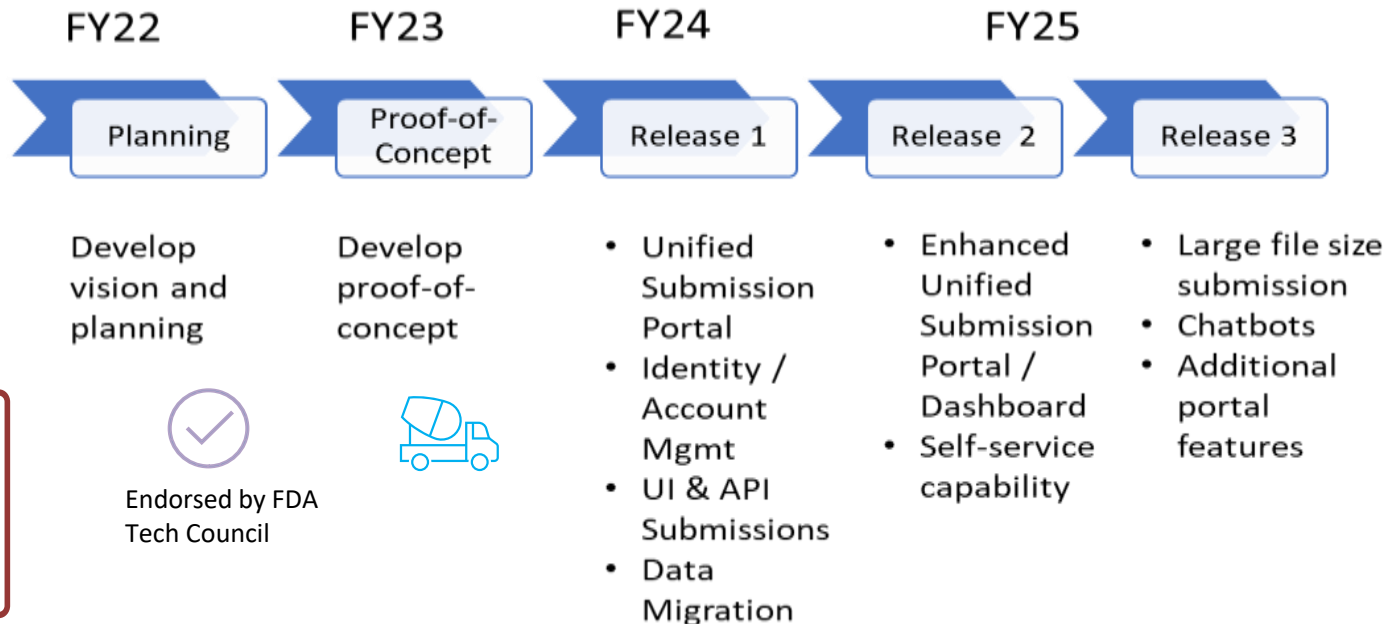 FY22
FY23
FY24
FY25
Planning
Proof-of-
Concept
Release 1
Release 2
Release 3
Develop
vision and
planning
Endorsed by FDA
Tech Council
Develop
proof-of-
concept
• Unified
Submission
Portal
• Identity /
Account
Mgmt
• UI & API
Submissions
• Data
Migration
• Enhanced
Unified
Submission
Portal /
Dashboard
• Self-service
capability
• Large file size
submission
• Chatbots
• Additional
portal
features